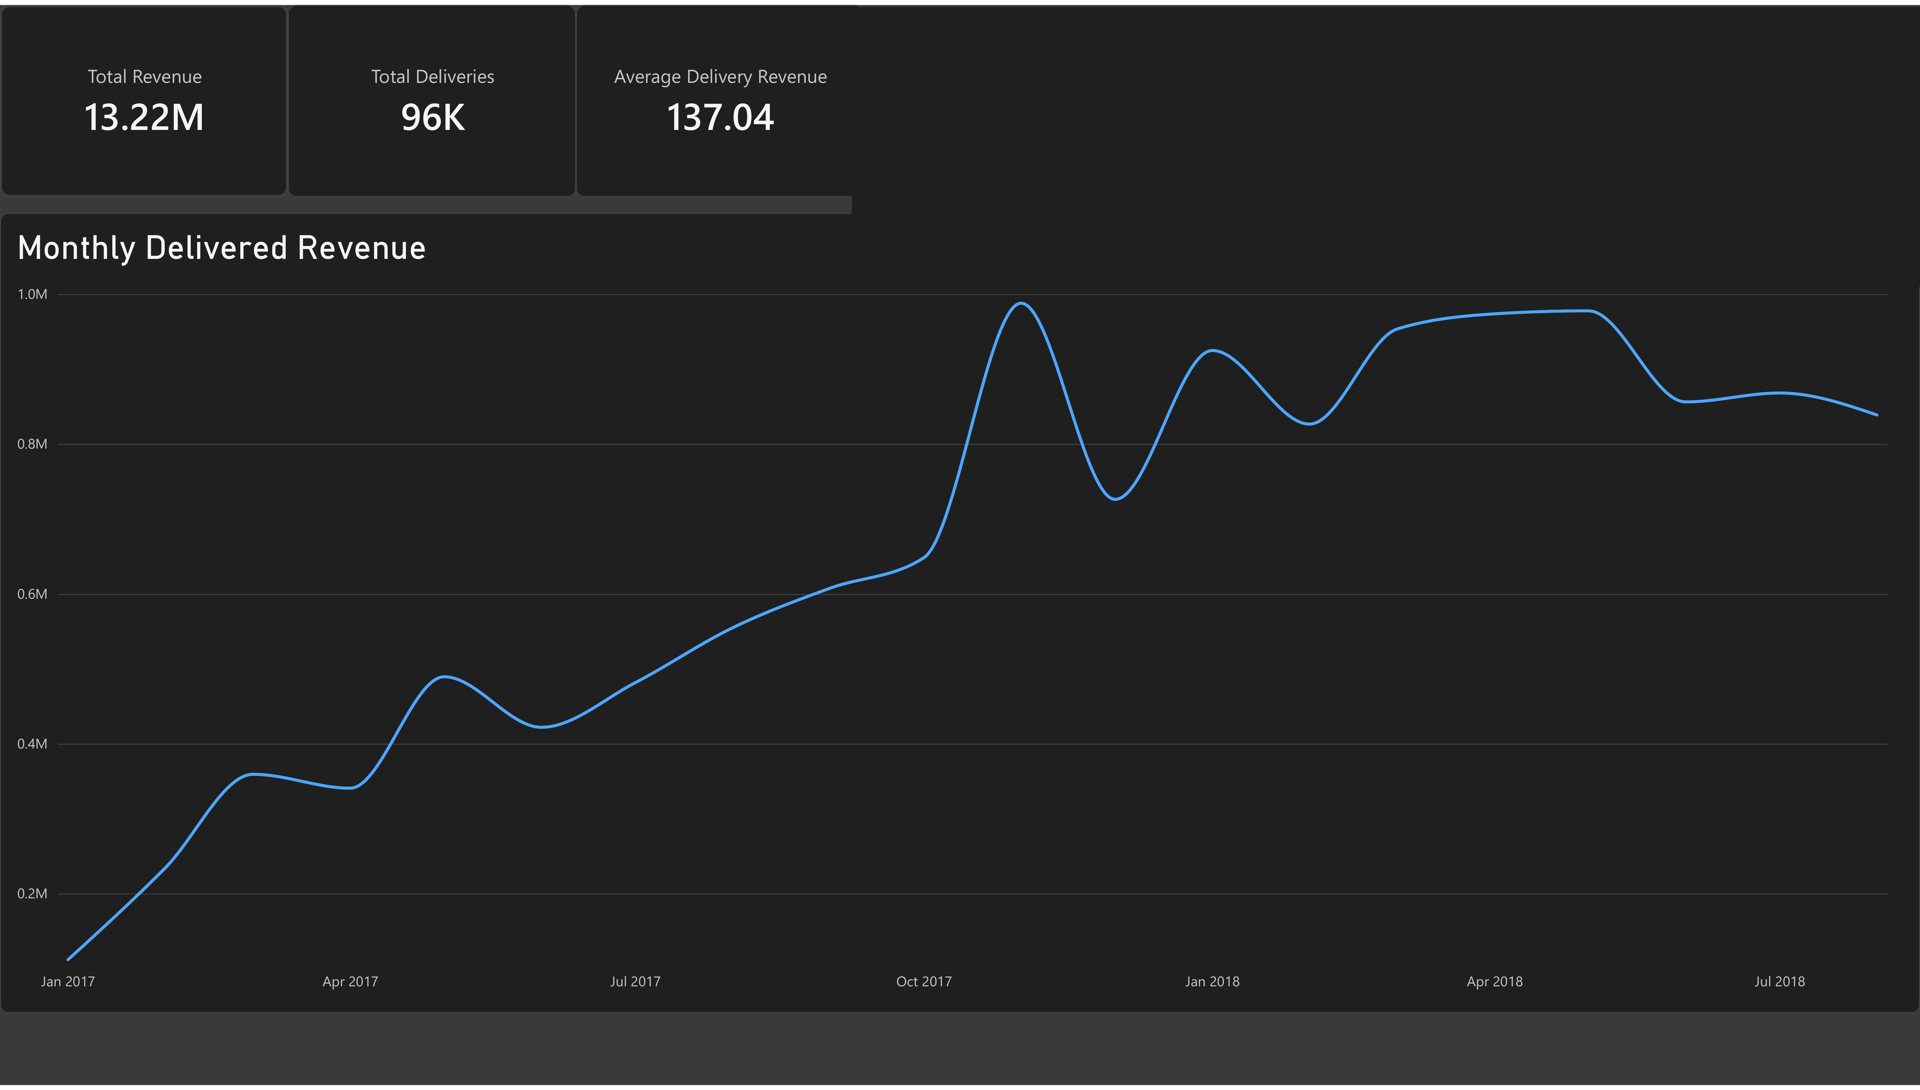 Total Revenue
13.22M
Total Deliveries
96K
Average Delivery Revenue
137.04
Monthly Delivered Revenue
1.0M
0.8M
0.6M
0.4M
0.2M
Jan 2017
Apr 2017
Jul 2017
Oct 2017
Jan 2018
Apr 2018
Jul 2018